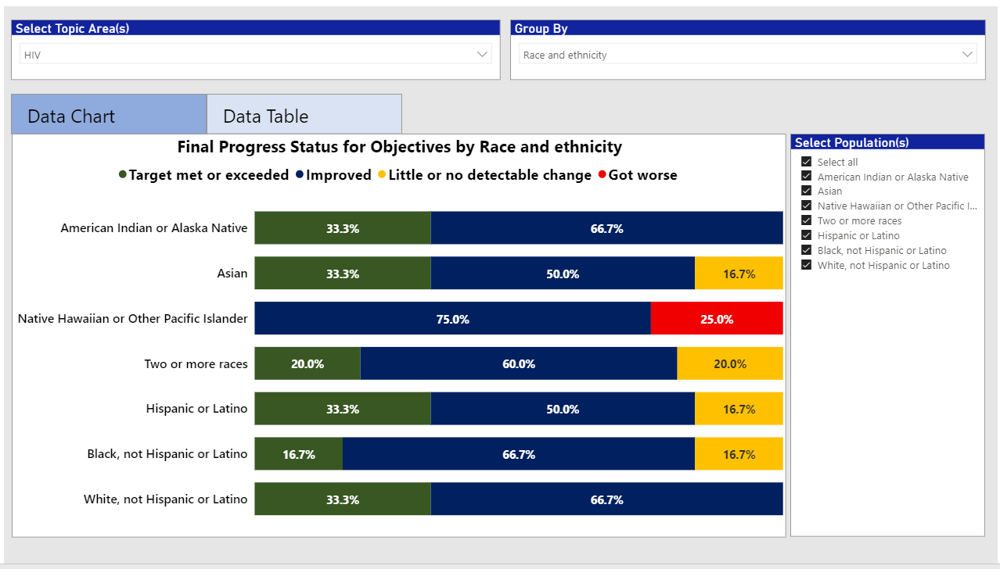 Select Topic Area(s)
HIV
Group By
Race and ethnicity
Data Chart
Data Table
Final Progress Status for Objectives by Race and ethnicity
Target met or exceeded Improved Little or no detectable change Got worse
American Indian or Alaska Native 33.3% 66.7%
Asian 33.3% 50.0% 16.7%
Native Hawaiian or Other Pacific Islander 75.0% 25.0%
Two or more races 20.0% 60.0% 20.0%
Hispanic or Latino 33.3% 50.0% 16.7%
Black, not Hispanic or Latino 16.7% 66.7% 16.7%
White, not Hispanic or Latino 33.3% 66.7%
Select Population(s)
Select all
American Indian or Alaska Native
Asian
Native Hawaiian or Other Pacific I...
Two or more races
Hispanic or Latino
Black, not Hispanic or Latino
White, not Hispanic or Latino